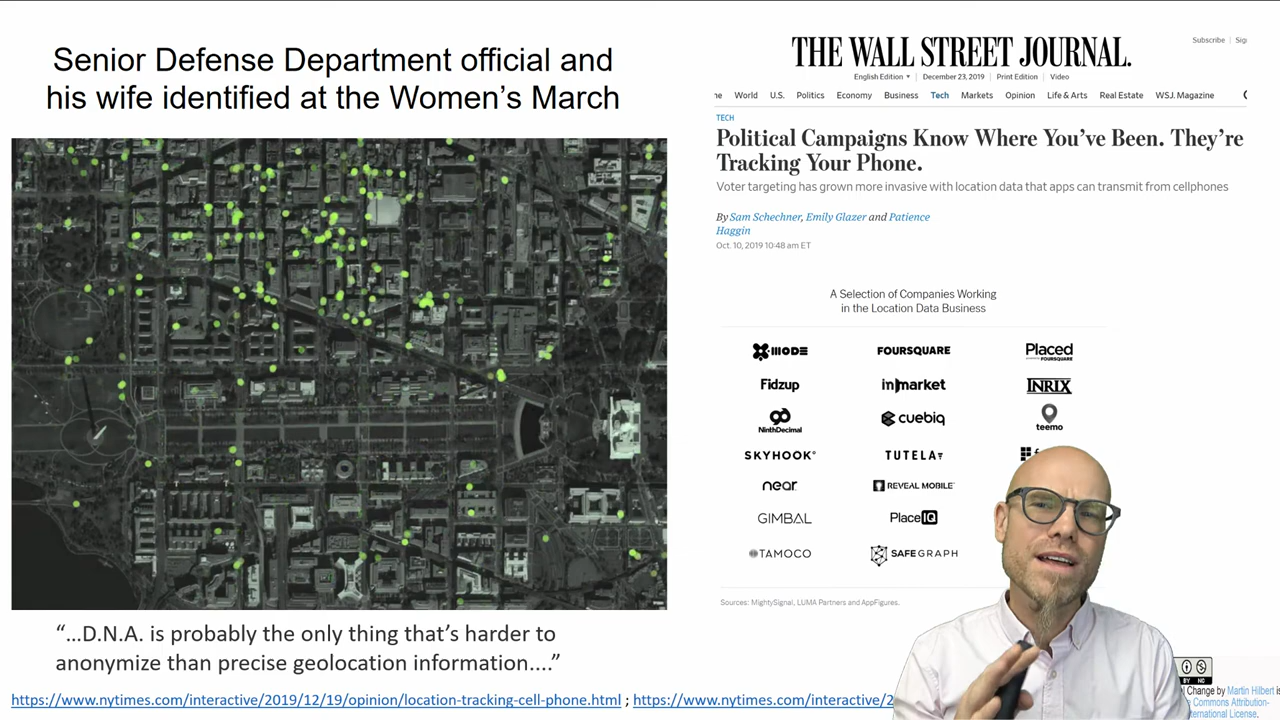 Senior Defense Department official and
his wife identified at the Women's March
THE WALL STREET JOURNAL.
Subscribe
English Edition December 23, 2019 Print Edition Video
World U.S. Politics Economy Business Tech Markets Opinion Life & Arts Real Estate WSJ. Magazine
TECH
Political Campaigns Know Where You've Been. They're
Tracking Your Phone.
Voter targeting has grown more invasive with location data that apps can transmit from cellphones
By Sam Schechner, Emily Glazer and Patience
Haggin
Oct. 10, 2019 10:48 am ET
A Selection of Companies Working
in the Location Data Business
X-MODE FOURSQUARE Placed
Fidzup inMarket INRIX
NinthDecimal cuebiq teemo
SKYHOOK TUTELA
near REVEAL MOBILE
GIMBAL PlaceIQ
TAMOCO SAFEGRAPH
Sources: MightySignal, LUMA Partners and AppFigures.
“...D.N.A. is probably the only thing that's harder to
anonymize than precise geolocation information....”
https://www.nytimes.com/interactive/2019/12/19/opinion/location-tracking-cell-phone.html ; https://www.nytimes.com/interactive/2
BY NC
Change by Martin Hilbert is
Commons Attribution-
License.